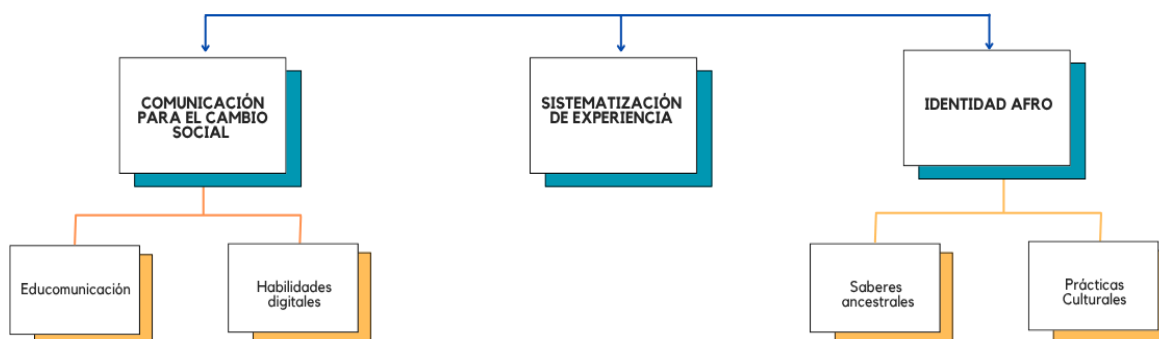 COMUNICACIÓN
PARA EL CAMBIO
SOCIAL
SISTEMATIZACIÓN
DE EXPERIENCIA
IDENTIDAD AFRO
Educomunicación
Habilidades
digitales
Saberes
ancestrales
Prácticas
Culturales